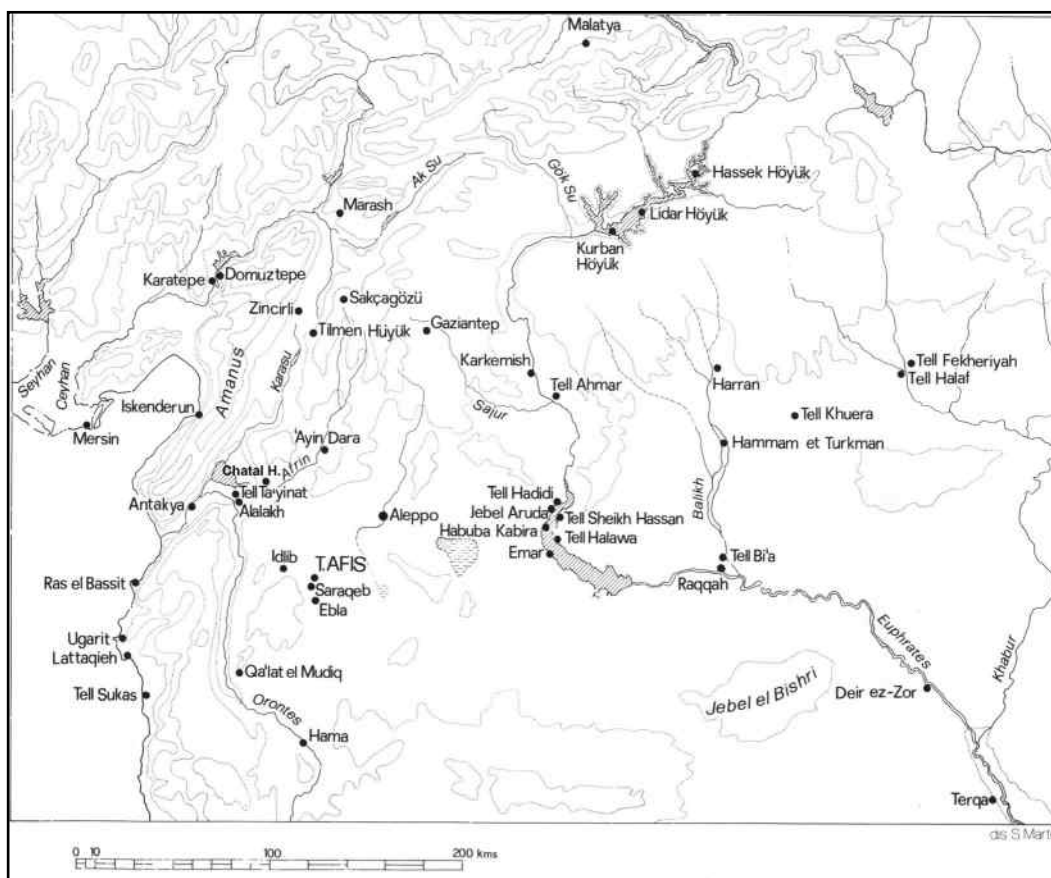 Malatya
Hassek Höyük
Gök Su
Ak Su
Lidar Höyük
Marash
Kurban
Höyük
Domuztepe
Karatepe
Sakçagözü
Zincirli
Tilmen Hüyük
Gaziantep
Amanus
Karasu
Karkemish
Tell Fekheriyah
Tell Halaf
Harran
Seyhan
Ceyhan
Tell Ahmar
Sajur
Tell Khuera
Iskenderun
Mersin
'Ayin Dara
Hammam et Turkman
Afrin
Chatal H.
Tell Ta'yinat
Alalakh
Antakya
Aleppo
Balikh
Tell Hadidi
Jebel Aruda
Tell Sheikh Hassan
Habuba Kabira
Tell Halawa
Emar
Tell Bi'a
Raqqah
Idlib
T.AFIS
Saraqeb
Ebla
Ras el Bassit
Ugarit
Lattaqieh
Qa'lat el Mudiq
Tell Sukas
Orontes
Hama
Jebel el Bishri
Euphrates
Khabur
Deir ez-Zor
Terqa
dis S. Mart
0 10 100 200 kms